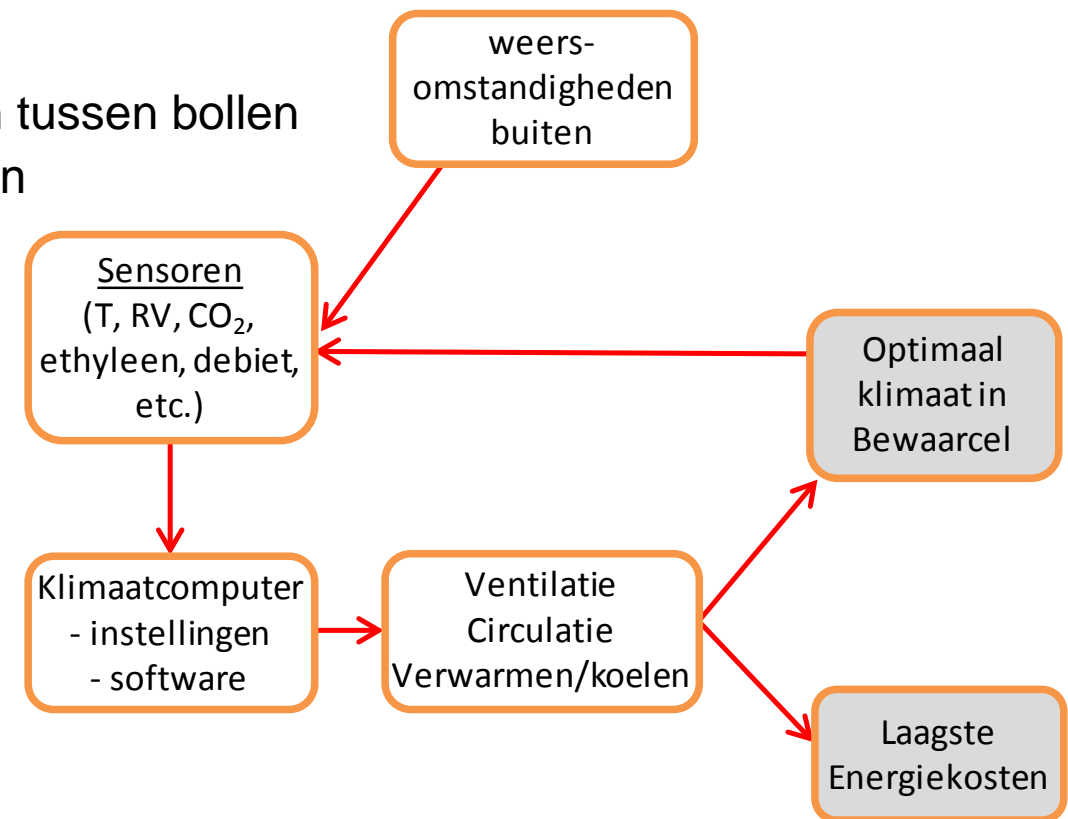 weers-
omstandigheden
buiten
n tussen bollen
n
Sensoren
(T, RV, CO₂,
ethyleen, debiet,
etc.)
Optimaal
klimaat in
Bewaarcel
Klimaatcomputer
- instellingen
- software
Ventilatie
Circulatie
Verwarmen/koelen
Laagste
Energiekosten